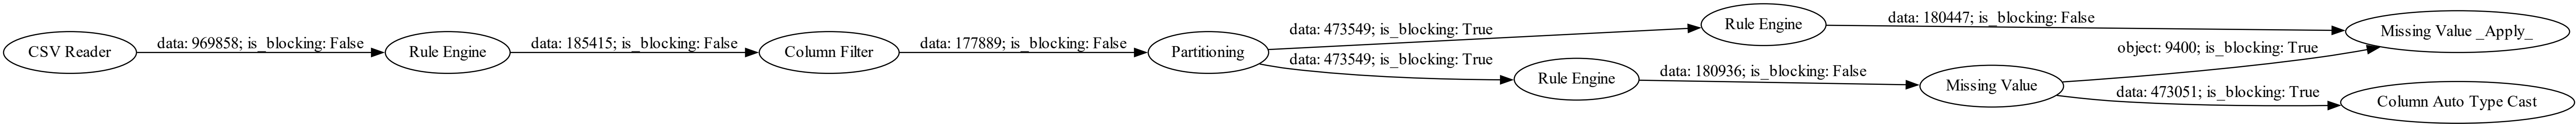 CSV Reader
data: 969858; is_blocking: False
Rule Engine
data: 185415; is_blocking: False
Column Filter
data: 177889; is_blocking: False
Partitioning
data: 473549; is_blocking: True
data: 473549; is_blocking: True
Rule Engine
data: 180447; is_blocking: False
Rule Engine
data: 180936; is_blocking: False
Missing Value
object: 9400; is_blocking: True
data: 473051; is_blocking: True
Missing Value _Apply_
Column Auto Type Cast